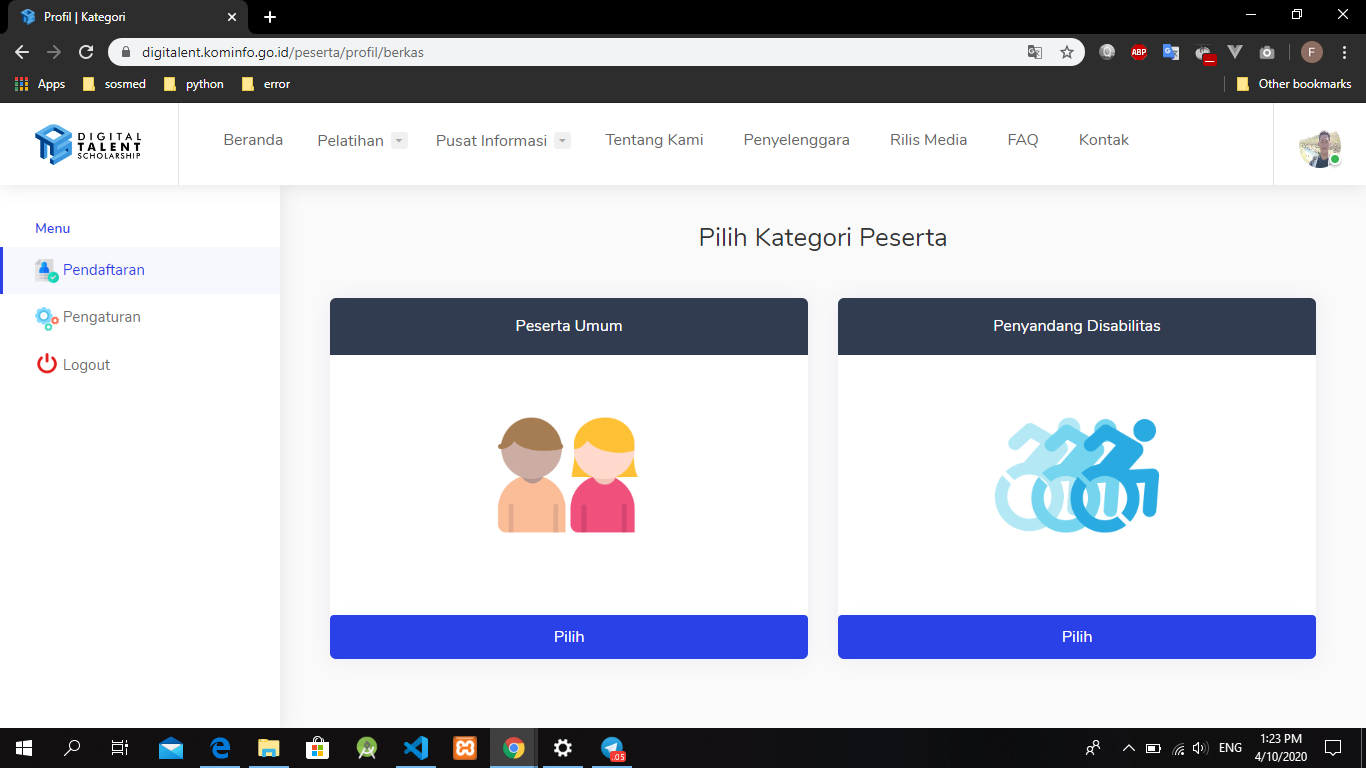 Profil | Kategori
digitalent.kominfo.go.id/peserta/profil/berkas
ABP
F
Apps
sosmed
python
error
Other bookmarks
DIGITAL
TALENT
SCHOLARSHIP
Beranda
Pelatihan
Pusat Informasi
Tentang Kami
Penyelenggara
Rilis Media
FAQ
Kontak
Menu
Pendaftaran
Pengaturan
Logout
Pilih Kategori Peserta
Peserta Umum
Penyandang Disabilitas
Pilih
Pilih
.05
ENG
1:23 PM
4/10/2020